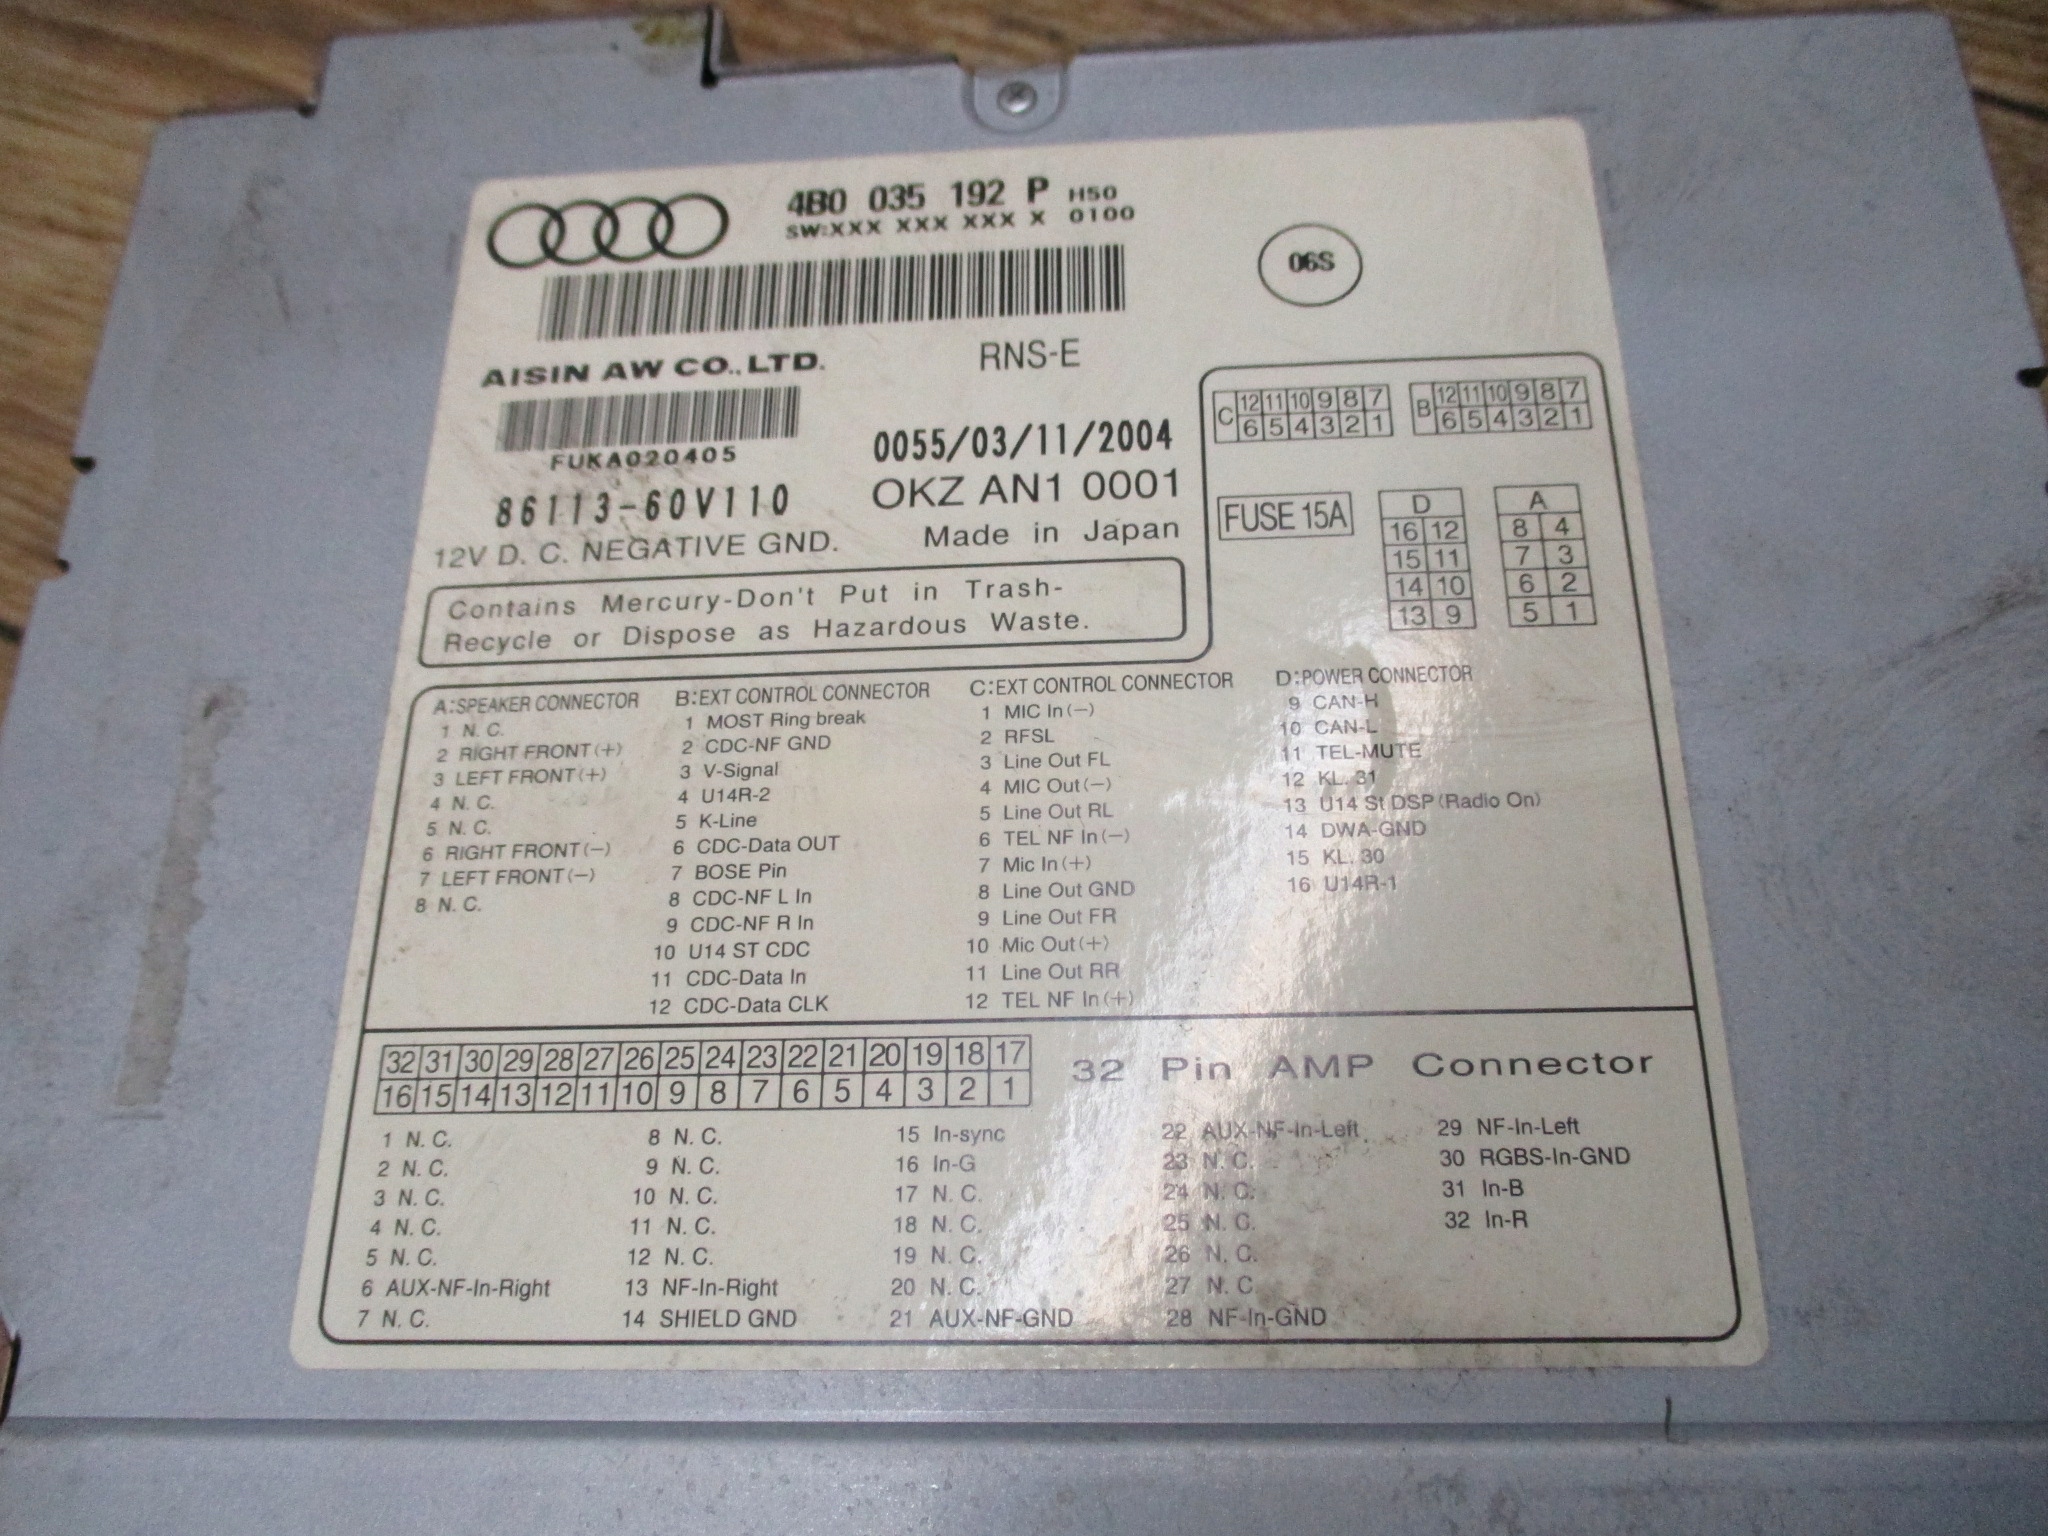 4B0 035 192 P H50
SW:XXX XXX XXX X 0100
06S
AISIN AW CO.,LTD.
RNS-E
FUKA020405
0055/03/11/2004
86113-60V110
OKZ AN1 0001
12V D. C. NEGATIVE GND.
Made in Japan
Contains Mercury-Don't Put in Trash-
Recycle or Dispose as Hazardous Waste.
C 12 11 10 9 8 7
6 5 4 3 2 1
B 12 11 10 9 8 7
6 5 4 3 2 1
FUSE 15A
D
16 12
15 11
14 10
13 9
A
8 4
7 3
6 2
5 1
A:SPEAKER CONNECTOR
1 N. C.
2 RIGHT FRONT(+)
3 LEFT FRONT(+)
4 N. C.
5 N. C.
6 RIGHT FRONT(−)
7 LEFT FRONT(−)
8 N. C.
B:EXT CONTROL CONNECTOR
1 MOST Ring break
2 CDC-NF GND
3 V-Signal
4 U14R-2
5 K-Line
6 CDC-Data OUT
7 BOSE Pin
8 CDC-NF L In
9 CDC-NF R In
10 U14 ST CDC
11 CDC-Data In
12 CDC-Data CLK
C:EXT CONTROL CONNECTOR
1 MIC In(−)
2 RFSL
3 Line Out FL
4 MIC Out(−)
5 Line Out RL
6 TEL NF In(−)
7 Mic In(+)
8 Line Out GND
9 Line Out FR
10 Mic Out(+)
11 Line Out RR
12 TEL NF In(+)
D:POWER CONNECTOR
9 CAN-H
10 CAN-L
11 TEL-MUTE
12 KL. 31
13 U14 St DSP(Radio On)
14 DWA-GND
15 KL. 30
16 U14R-1
32 31 30 29 28 27 26 25 24 23 22 21 20 19 18 17
16 15 14 13 12 11 10 9 8 7 6 5 4 3 2 1
32 Pin AMP Connector
1 N. C.
2 N. C.
3 N. C.
4 N. C.
5 N. C.
6 AUX-NF-In-Right
7 N. C.
8 N. C.
9 N. C.
10 N. C.
11 N. C.
12 N. C.
13 NF-In-Right
14 SHIELD GND
15 In-sync
16 In-G
17 N. C.
18 N. C.
19 N. C.
20 N. C.
21 AUX-NF-GND
22 AUX-NF-In-Left
23 N. C.
24 N. C.
25 N. C.
26 N. C.
27 N. C.
28 NF-In-GND
29 NF-In-Left
30 RGBS-In-GND
31 In-B
32 In-R